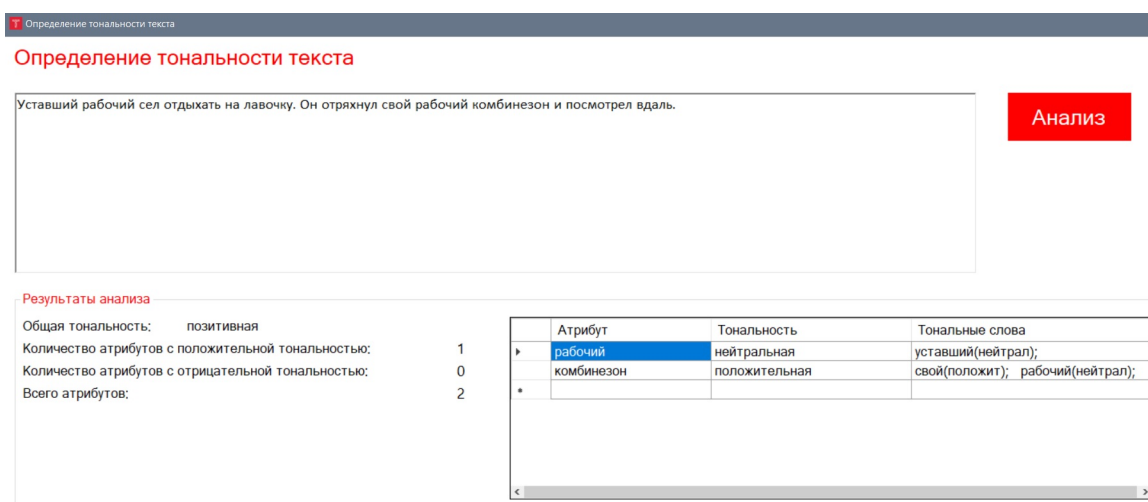 Определение тональности текста
Определение тональности текста
Уставший рабочий сел отдыхать на лавочку. Он отряхнул свой рабочий комбинезон и посмотрел вдаль.
Анализ
Результаты анализа
Общая тональность: позитивная
Количество атрибутов с положительной тональностью: 1
Количество атрибутов с отрицательной тональностью: 0
Всего атрибутов: 2
Атрибут Тональность Тональные слова
рабочий нейтральная уставший(нейтрал);
комбинезон положительная свой(положит); рабочий(нейтрал);